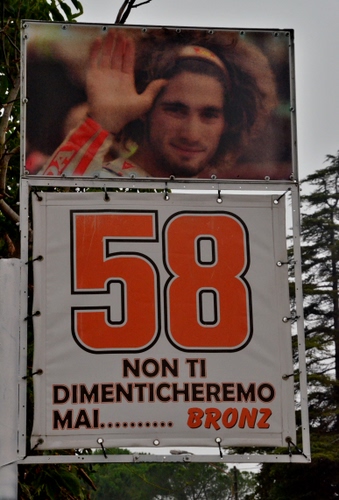 58
NON TI
DIMENTICHEREMO
MAI.......... BRONZ